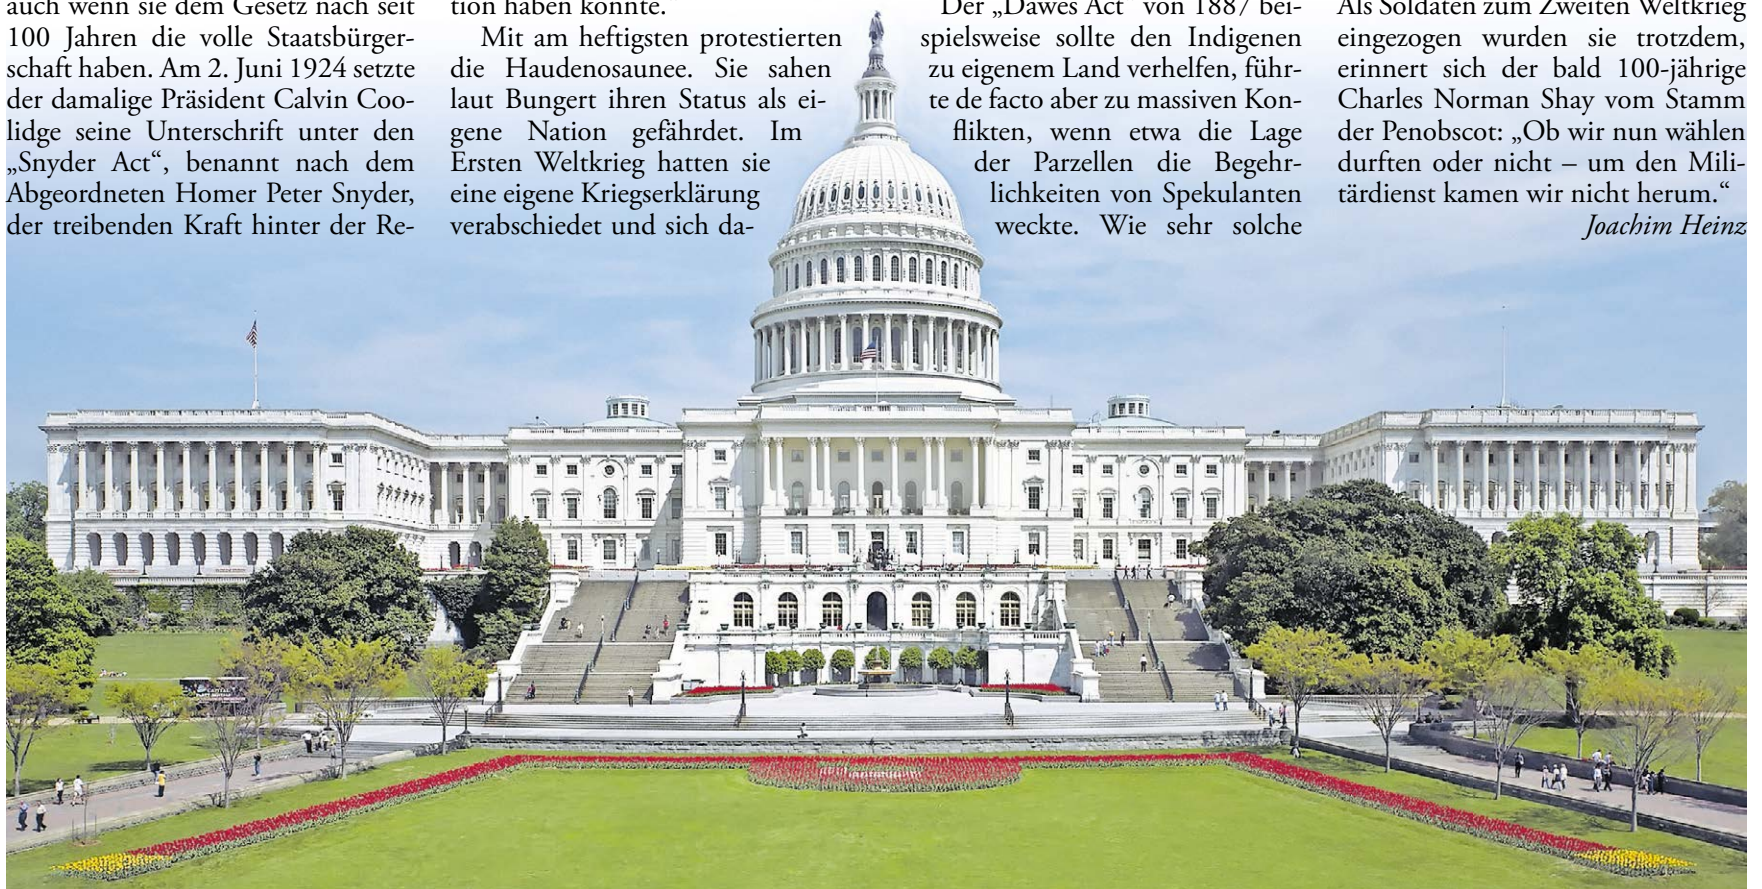 auch wenn sie dem Gesetz nach seit
100 Jahren die volle Staatsbürger-
schaft haben. Am 2. Juni 1924 setzte
der damalige Präsident Calvin Coo-
lidge seine Unterschrift unter den
„Snyder Act“, benannt nach dem
Abgeordneten Homer Peter Snyder,
der treibenden Kraft hinter der Re-
tion haben könnte.“
Mit am heftigsten protestierten
die Haudenosaunee. Sie sahen
laut Bungert ihren Status als ei-
gene Nation gefährdet. Im
Ersten Weltkrieg hatten sie
eine eigene Kriegserklärung
verabschiedet und sich da-
Der „Dawes Act“ von 1887 bei-
spielsweise sollte den Indigenen
zu eigenem Land verhelfen, führ-
te de facto aber zu massiven Kon-
flikten, wenn etwa die Lage
der Parzellen die Begehr-
lichkeiten von Spekulanten
weckte. Wie sehr solche
Als Soldaten zum Zweiten Weltkrieg
eingezogen wurden sie trotzdem,
erinnert sich der bald 100-jährige
Charles Norman Shay vom Stamm
der Penobscot: „Ob wir nun wählen
durften oder nicht – um den Mili-
tärdienst kamen wir nicht herum.“
Joachim Heinz